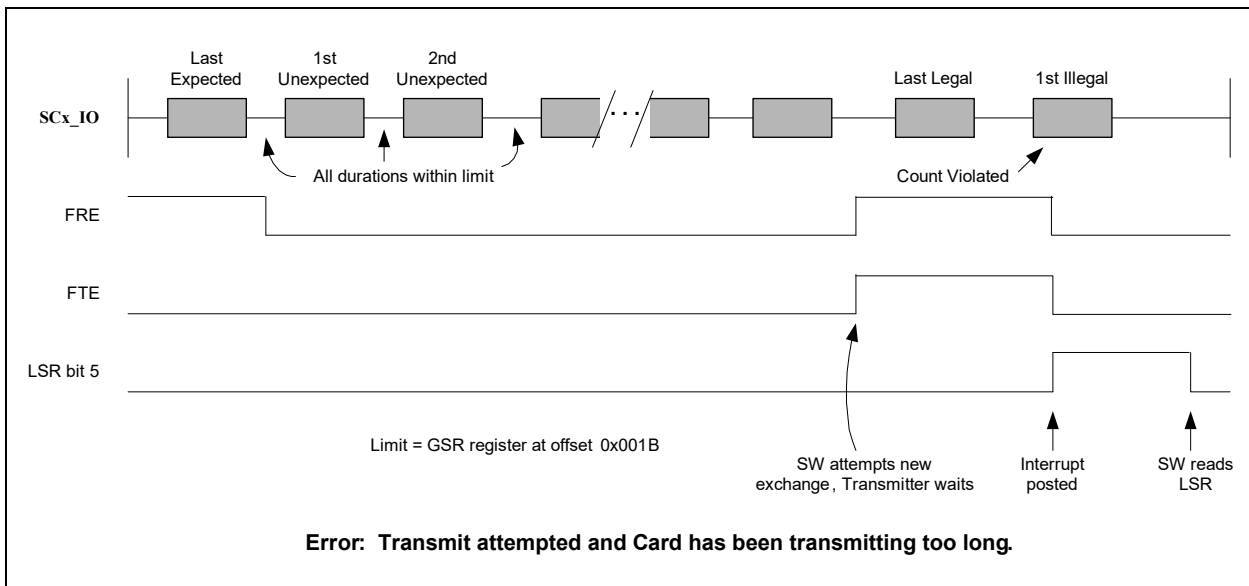 Last
Expected
1st
Unexpected
2nd
Unexpected
Last Legal
1st Illegal
SCx_IO
. . .
All durations within limit
Count Violated
FRE
FTE
LSR bit 5
Limit = GSR register at offset 0x001B
SW attempts new
exchange, Transmitter waits
Interrupt
posted
SW reads
LSR
Error: Transmit attempted and Card has been transmitting too long.